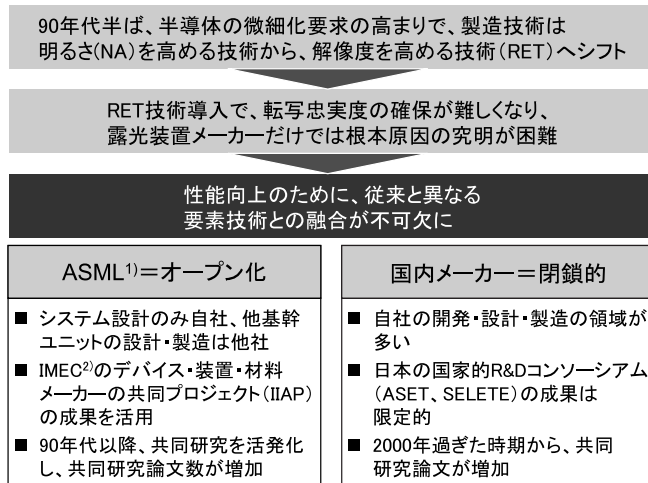 90年代半ば、半導体の微細化要求の高まりで、製造技術は
明るさ(NA)を高める技術から、解像度を高める技術(RET)へシフト
RET技術導入で、転写忠実度の確保が難しくなり、
露光装置メーカーだけでは根本原因の究明が困難
性能向上のために、従来と異なる
要素技術との融合が不可欠に
ASML1)＝オープン化
■ システム設計のみ自社、他基幹
ユニットの設計・製造は他社
■ IMEC2)のデバイス・装置・材料
メーカーの共同プロジェクト(IIAP)
の成果を活用
■ 90年代以降、共同研究を活発化
し、共同研究論文数が増加
国内メーカー＝閉鎖的
■ 自社の開発・設計・製造の領域が
多い
■ 日本の国家的R&Dコンソーシアム
(ASET、SELETE)の成果は
限定的
■ 2000年過ぎた時期から、共同
研究論文が増加